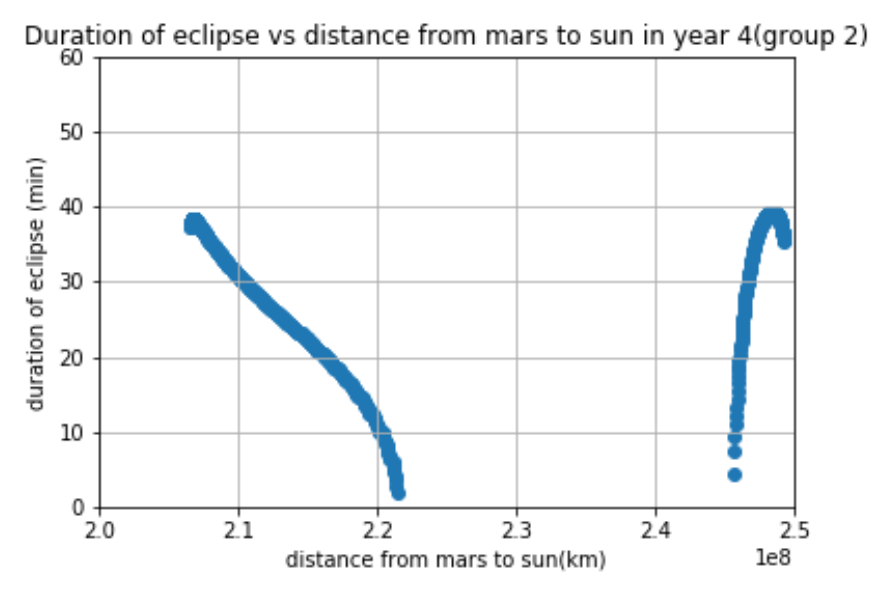 Duration of eclipse vs distance from mars to sun in year 4(group 2)
60
50
40
30
20
10
0
duration of eclipse (min)
2.0 2.1 2.2 2.3 2.4 2.5
distance from mars to sun(km)
1e8